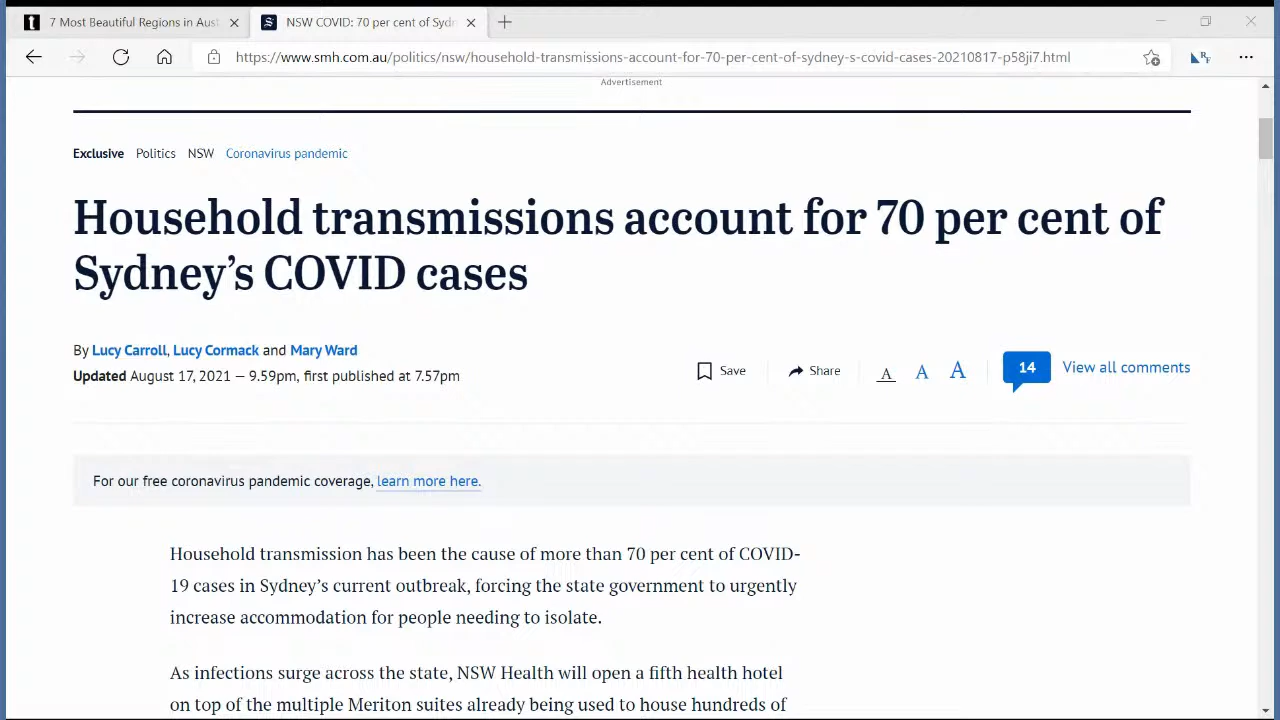 7 Most Beautiful Regions in Aust
NSW COVID: 70 per cent of Sydn
https://www.smh.com.au/politics/nsw/household-transmissions-account-for-70-per-cent-of-sydney-s-covid-cases-20210817-p58ji7.html
Advertisement
Exclusive Politics NSW Coronavirus pandemic
Household transmissions account for 70 per cent of
Sydney’s COVID cases
By Lucy Carroll, Lucy Cormack and Mary Ward
Updated August 17, 2021 — 9.59pm, first published at 7.57pm
Save Share A A A 14 View all comments
For our free coronavirus pandemic coverage, learn more here.
Household transmission has been the cause of more than 70 per cent of COVID-
19 cases in Sydney’s current outbreak, forcing the state government to urgently
increase accommodation for people needing to isolate.
As infections surge across the state, NSW Health will open a fifth health hotel
on top of the multiple Meriton suites already being used to house hundreds of